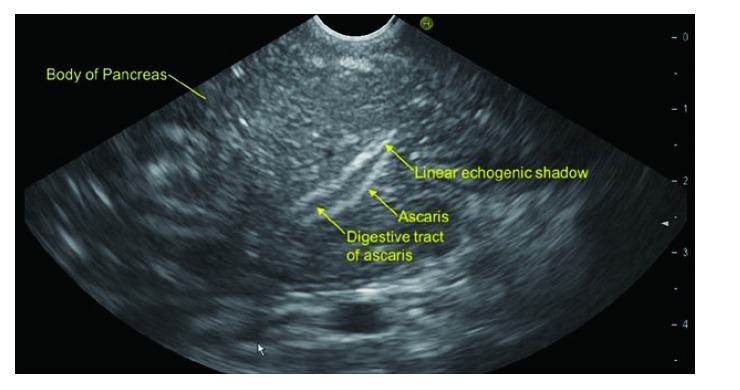 0
Body of Pancreas
1
Linear echogenic shadow
2
Ascaris
Digestive tract
of ascaris
3
4